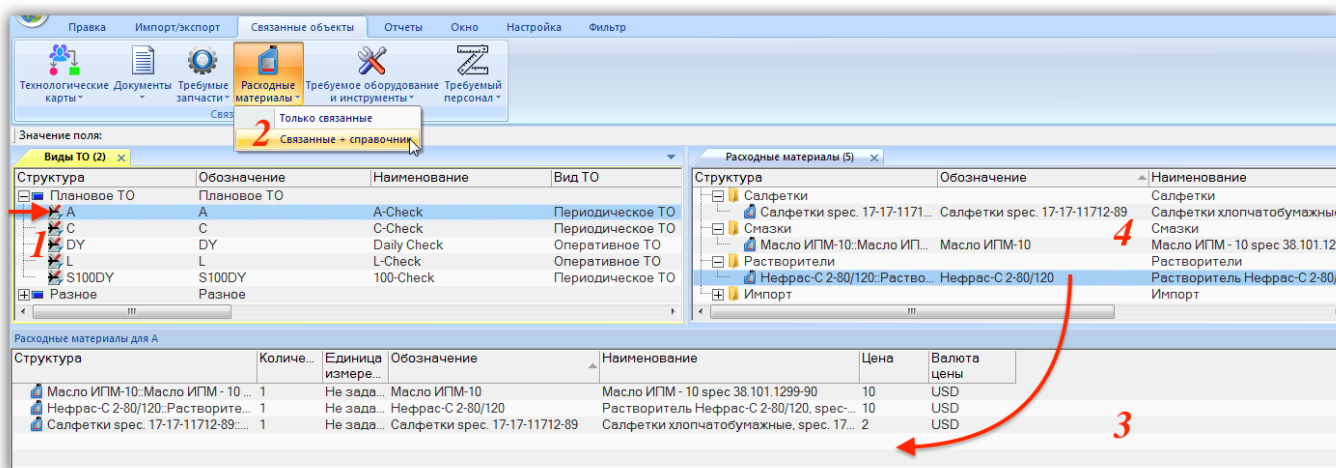 Правка Импорт/экспорт Связанные объекты Отчеты Окно Настройка Фильтр
Технологические карты Документы Требумые запчасти Расходные материалы Требуемое оборудование и инструменты Требуемый персонал
Связ
Только связанные
2 Связанные + справочник
Значение поля:
Виды ТО (2)
Структура Обозначение Наименование Вид ТО
Плановое ТО Плановое ТО
A A A-Check Периодическое ТО
1 C C C-Check Периодическое ТО
DY DY Daily Check Оперативное ТО
L L L-Check Оперативное ТО
S100DY S100DY 100-Check Периодическое ТО
Разное Разное
Расходные материалы (5)
Структура Обозначение Наименование
Салфетки Салфетки
Салфетки spec. 17-17-1171... Салфетки spec. 17-17-11712-89 Салфетки хлопчатобумажные
Смазки 4 Смазки
Масло ИПМ-10::Масло ИП... Масло ИПМ-10 Масло ИПМ - 10 spec 38.101.12
Растворители Растворители
Нефрас-С 2-80/120::Раство... Нефрас-С 2-80/120 Растворитель Нефрас-С 2-80/
Импорт Импорт
Расходные материалы для A
Структура Количе... Единица измере... Обозначение Наименование Цена Валюта цены
Масло ИПМ-10::Масло ИПМ - 10 ... 1 Не зада... Масло ИПМ-10 Масло ИПМ - 10 spec 38.101.1299-90 10 USD
Нефрас-С 2-80/120::Растворите... 1 Не зада... Нефрас-С 2-80/120 Растворитель Нефрас-С 2-80/120, spec-... 10 USD
Салфетки spec. 17-17-11712-89::... 1 Не зада... Салфетки spec. 17-17-11712-89 Салфетки хлопчатобумажные, spec. 17... 2 USD
3